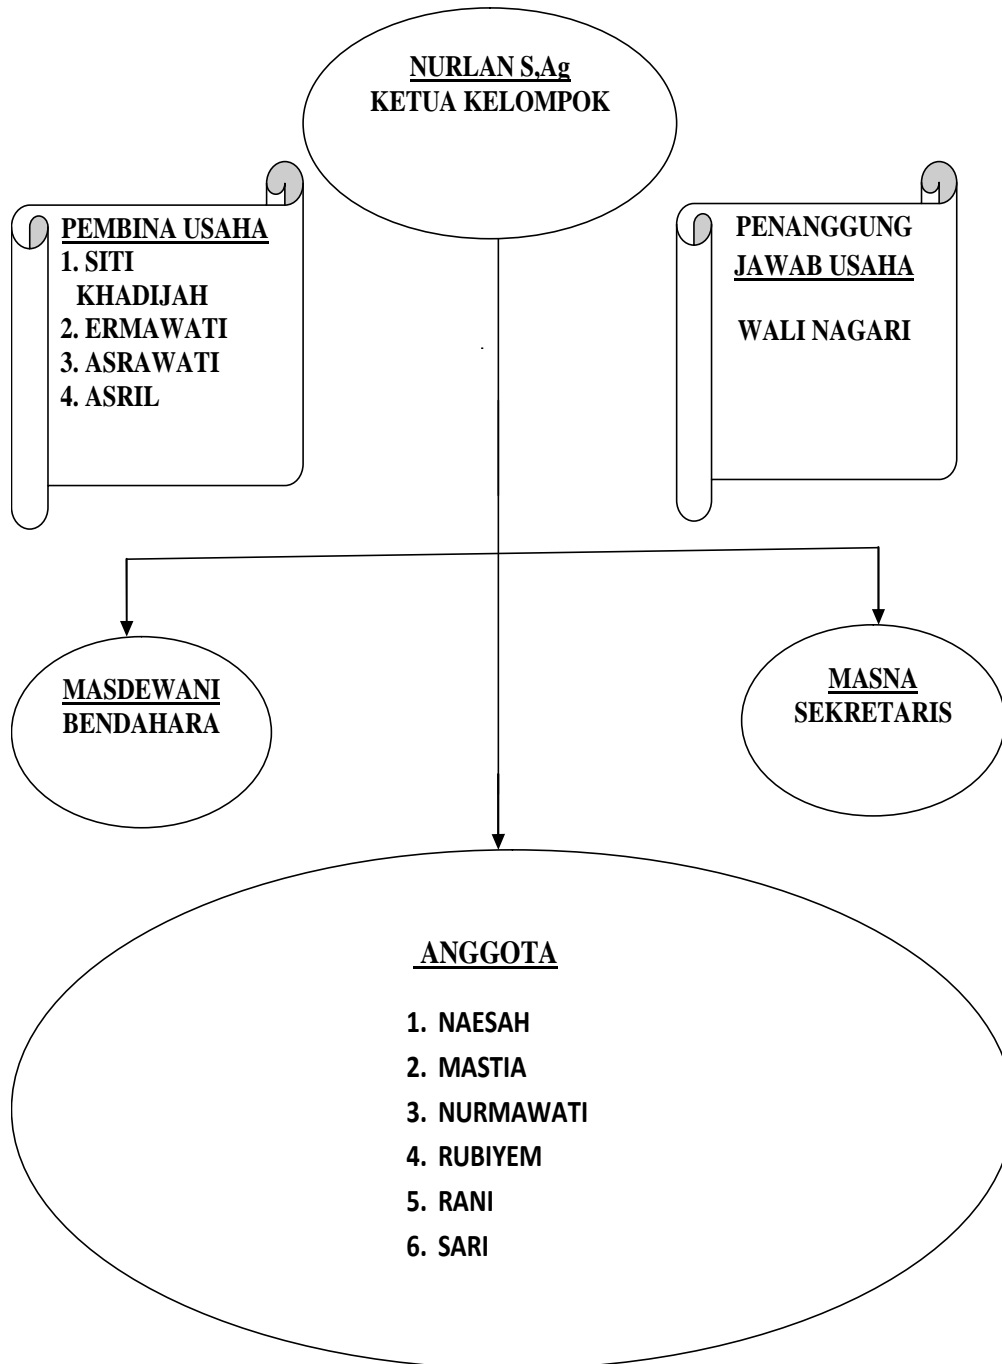 NURLAN S,Ag
KETUA KELOMPOK
PEMBINA USAHA
1. SITI
KHADIJAH
2. ERMAWATI
3. ASRAWATI
4. ASRIL
PENANGGUNG
JAWAB USAHA
WALI NAGARI
MASDEWANI
BENDAHARA
MASNA
SEKRETARIS
ANGGOTA
1. NAESAH
2. MASTIA
3. NURMAWATI
4. RUBIYEM
5. RANI
6. SARI